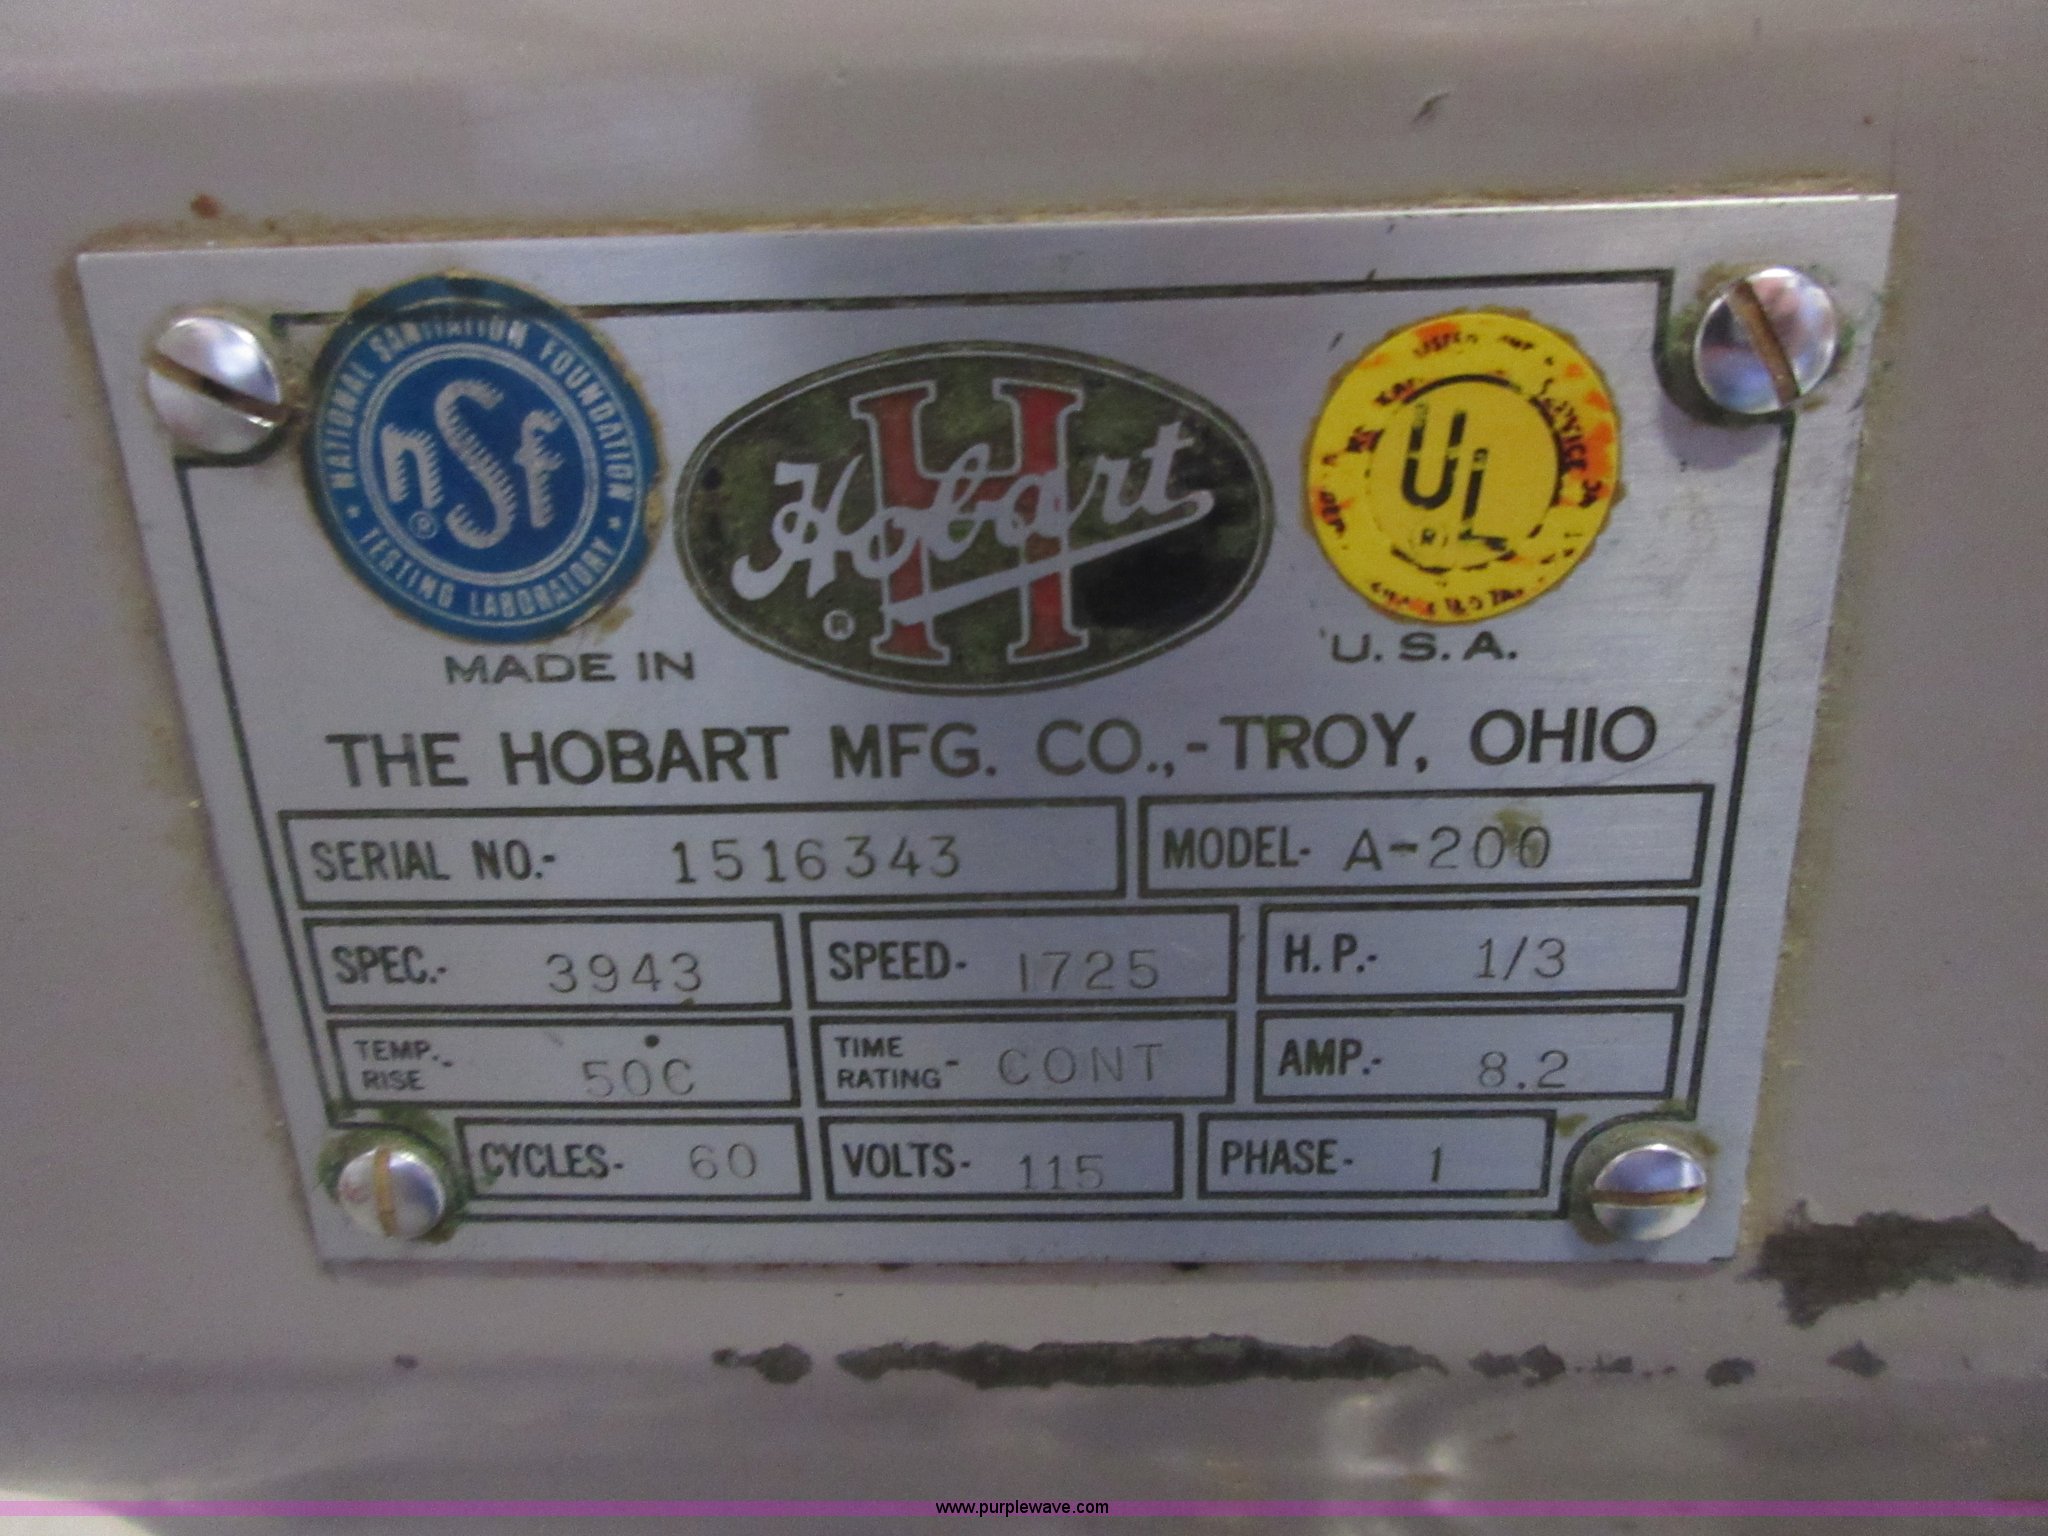 NATIONAL SANITATION FOUNDATION
nsf ®
TESTING LABORATORY
Hobart ®
H
UL
SERVICE
(R)
MADE IN
U.S.A.
THE HOBART MFG. CO.,-TROY, OHIO
SERIAL NO.- 1516343 MODEL- A-200
SPEC.- 3943 SPEED- 1725 H.P.- 1/3
TEMP. RISE - 50°C TIME RATING - CONT AMP.- 8.2
CYCLES- 60 VOLTS- 115 PHASE- 1
www.purplewave.com